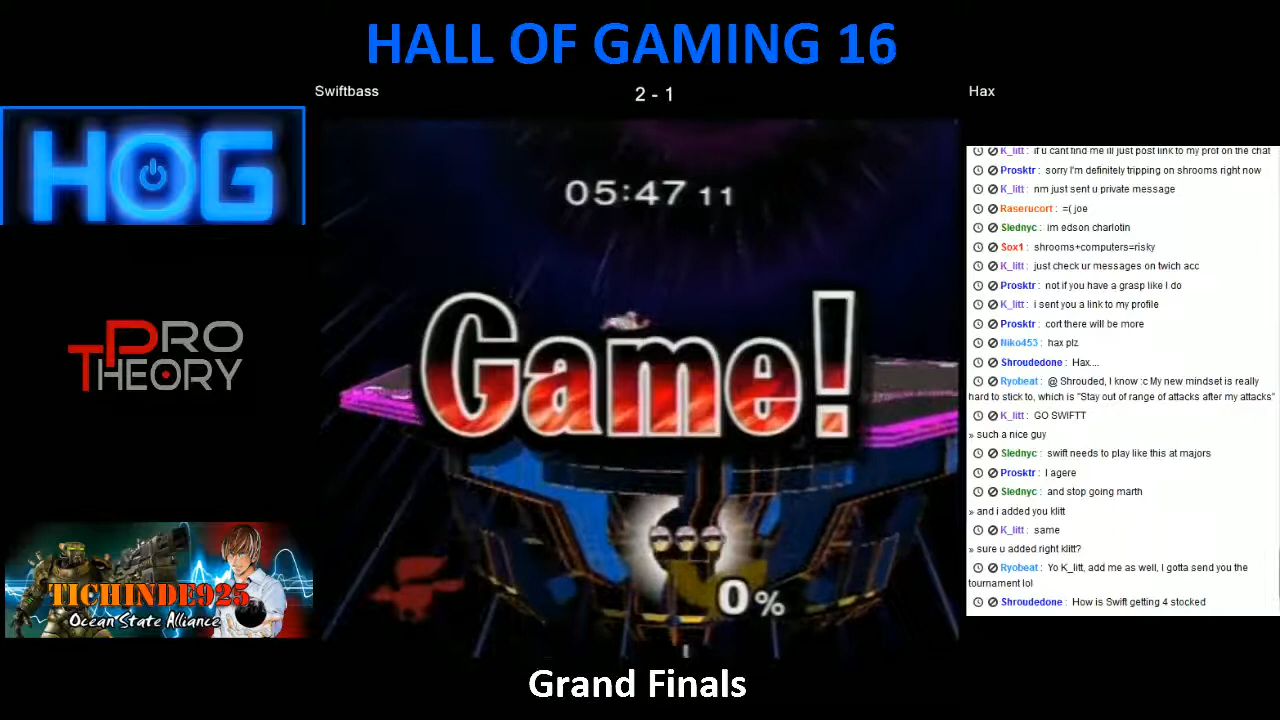 HALL OF GAMING 16
Swiftbass
2 - 1
Hax
HOG
PRO
THEORY
TICHINDE925
Ocean State Alliance
05:47 11
Game!
0%
Grand Finals
K_litt : if u cant find me ill just post link to my prof on the chat
Prosktr : sorry I'm definitely tripping on shrooms right now
K_litt : nm just sent u private message
Raserucort : =( joe
Slednyc : im edson charlotin
Sox1 : shrooms+computers=risky
K_litt : just check ur messages on twich acc
Prosktr : not if you have a grasp like I do
K_litt : i sent you a link to my profile
Prosktr : cort there will be more
Niko453 : hax plz
Shroudedone : Hax....
Ryobeat : @ Shrouded, I know :c My new mindset is really
hard to stick to, which is "Stay out of range of attacks after my attacks"
K_litt : GO SWIFTT
» such a nice guy
Slednyc : swift needs to play like this at majors
Prosktr : I agere
Slednyc : and stop going marth
» and i added you klitt
K_litt : same
» sure u added right klitt?
Ryobeat : Yo K_litt, add me as well, I gotta send you the
tournament lol
Shroudedone : How is Swift getting 4 stocked